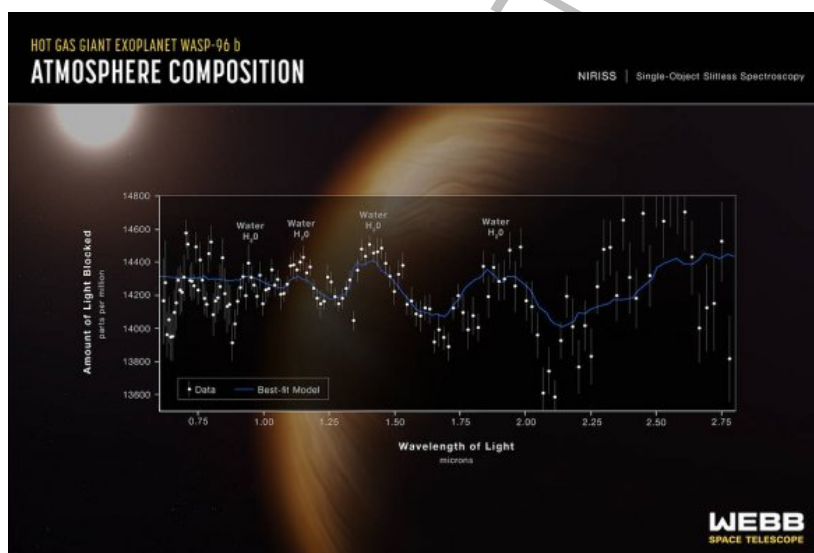 HOT GAS GIANT EXOPLANET WASP-96 b
ATMOSPHERE COMPOSITION
NIRISS | Single-Object Slitless Spectroscopy
Amount of Light Blocked
parts per million
14800
14600
14400
14200
14000
13800
13600
Water
H₂O
Water
H₂O
Water
H₂O
Water
H₂O
Data
Best-fit Model
0.75 1.00 1.25 1.50 1.75 2.00 2.25 2.50 2.75
Wavelength of Light
microns
WEBB
SPACE TELESCOPE